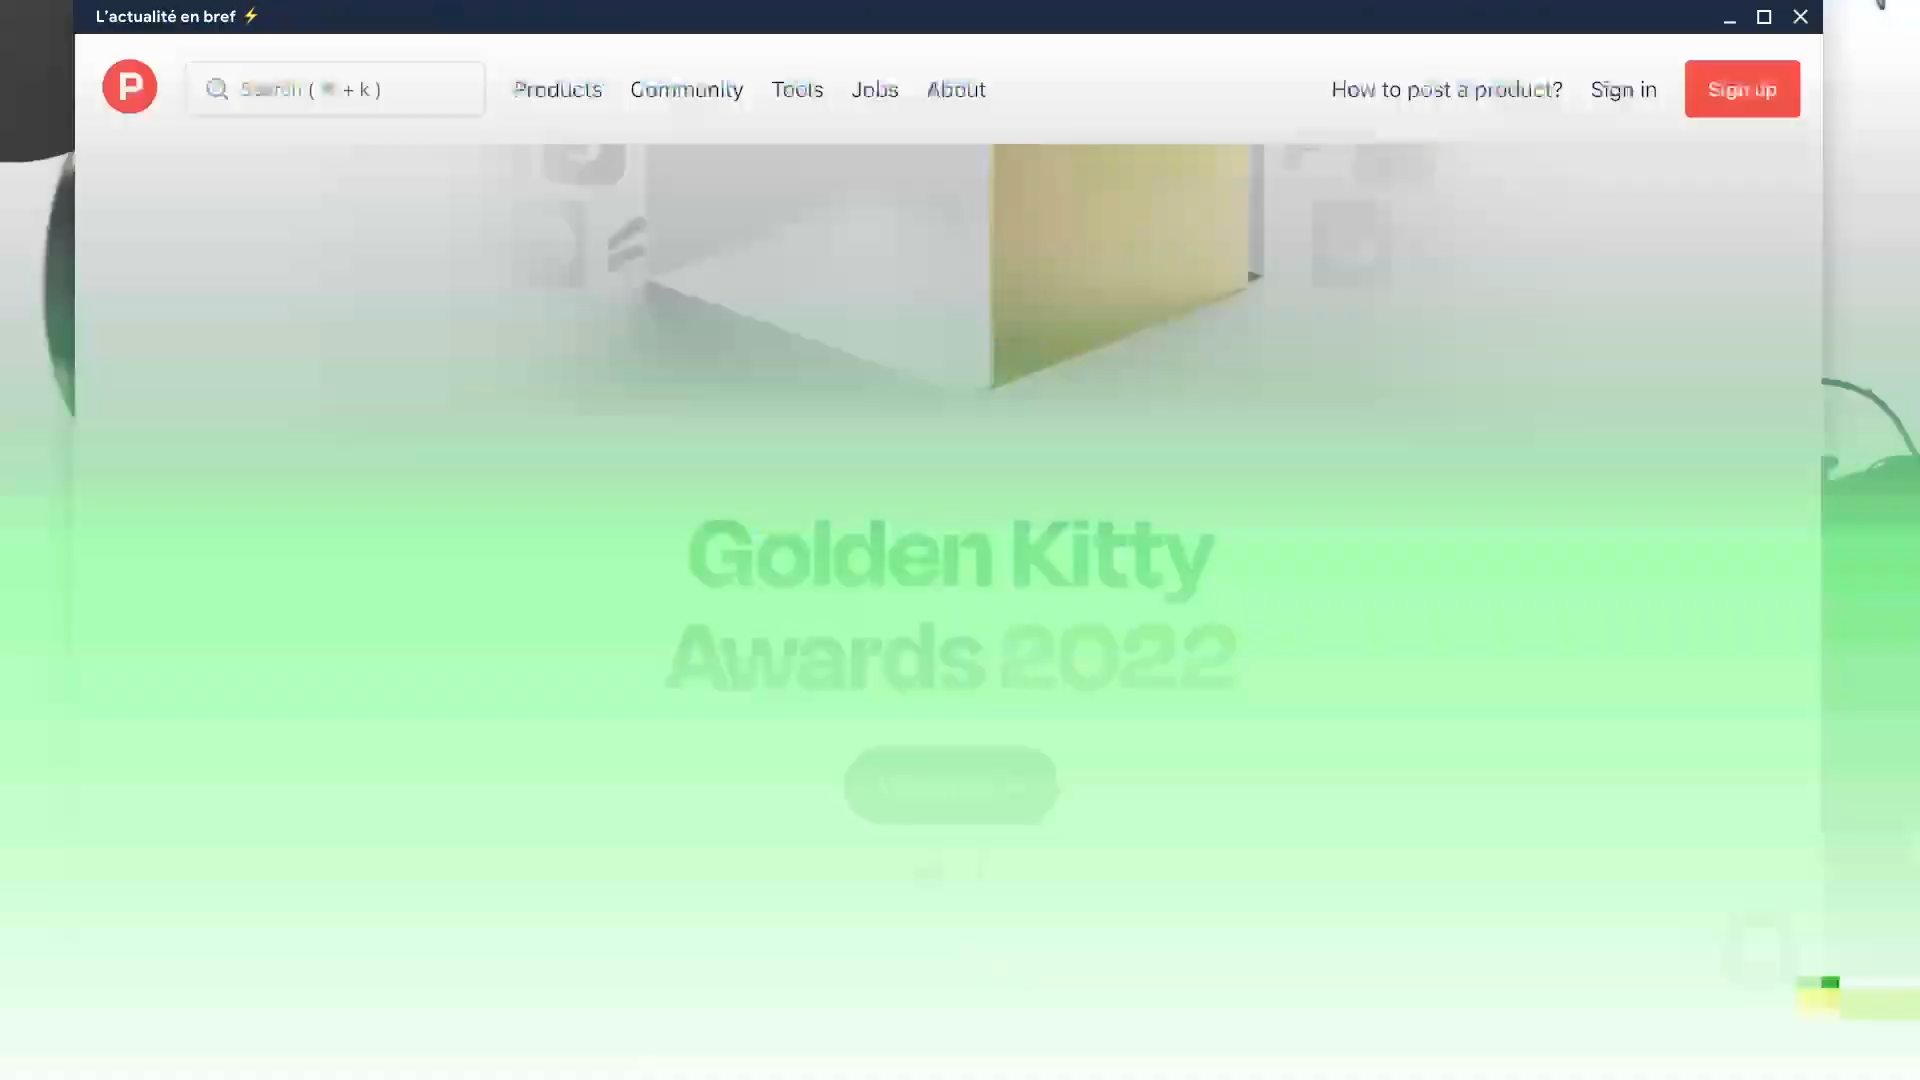 L’actualité en bref ⚡
P
Search ( ⌘ + k )
Products Community Tools Jobs About
How to post a product? Sign in Sign up
Golden Kitty
Awards 2022